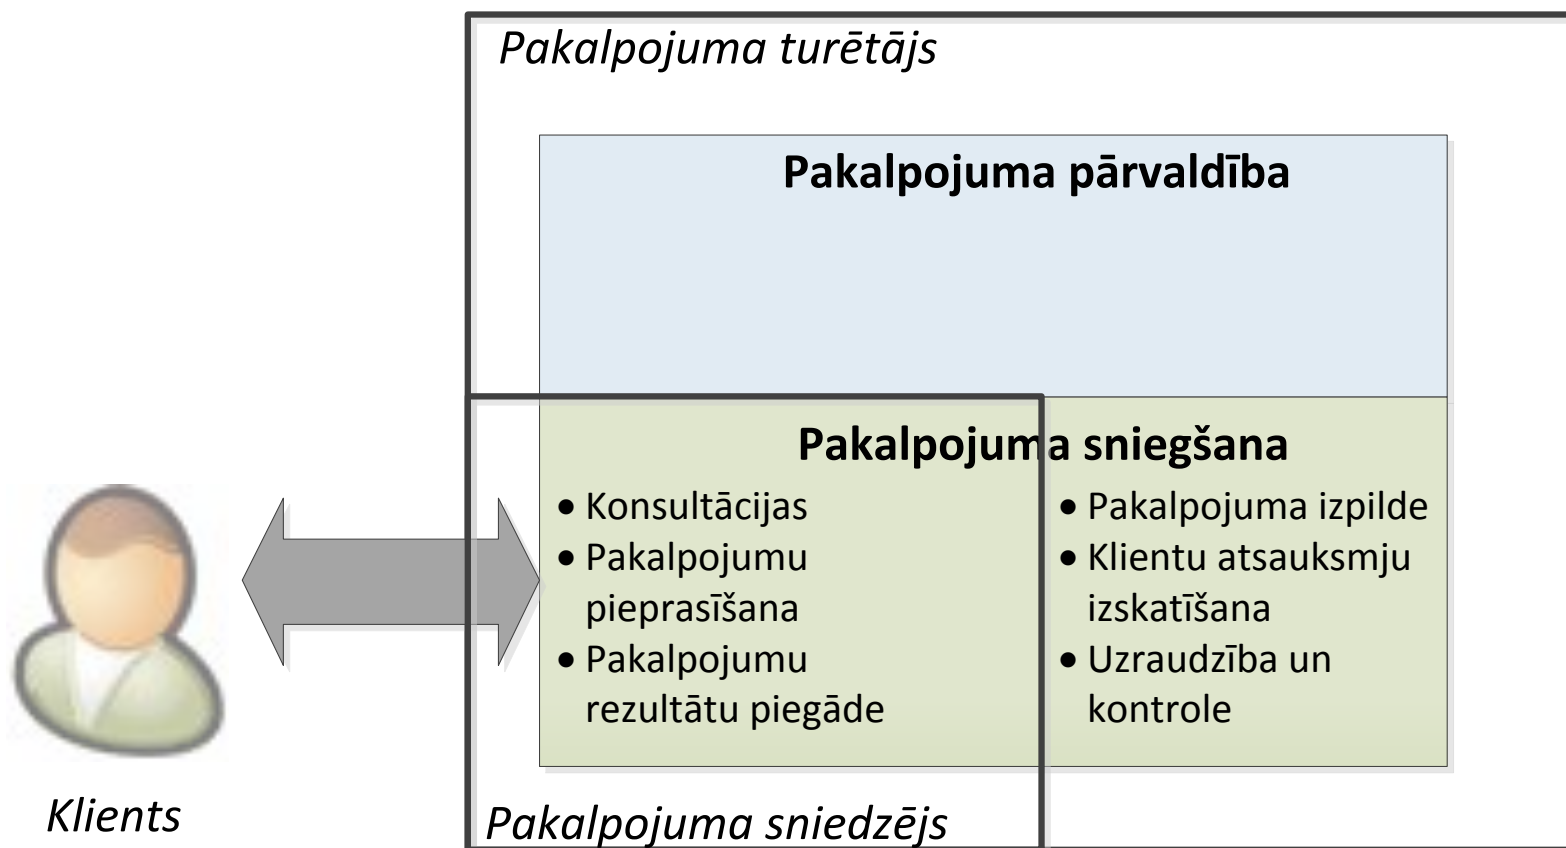 Pakalpojuma turētājs
Pakalpojuma pārvaldība
Pakalpojuma sniegšana
• Konsultācijas
• Pakalpojumu
pieprasīšana
• Pakalpojumu
rezultātu piegāde
• Pakalpojuma izpilde
• Klientu atsauksmju
izskatīšana
• Uzraudzība un
kontrole
Klients
Pakalpojuma sniedzējs